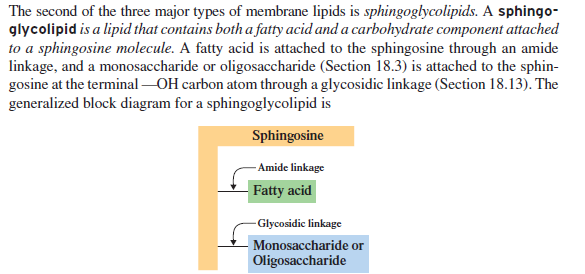 The second of the three major types of membrane lipids is sphingoglycolipids. A sphingo-
glycolipid is a lipid that contains both a fatty acid and a carbohydrate component attached
to a sphingosine molecule. A fatty acid is attached to the sphingosine through an amide
linkage, and a monosaccharide or oligosaccharide (Section 18.3) is attached to the sphin-
gosine at the terminal —OH carbon atom through a glycosidic linkage (Section 18.13). The
generalized block diagram for a sphingoglycolipid is
Sphingosine
Amide linkage
Fatty acid
Glycosidic linkage
Monosaccharide or
Oligosaccharide